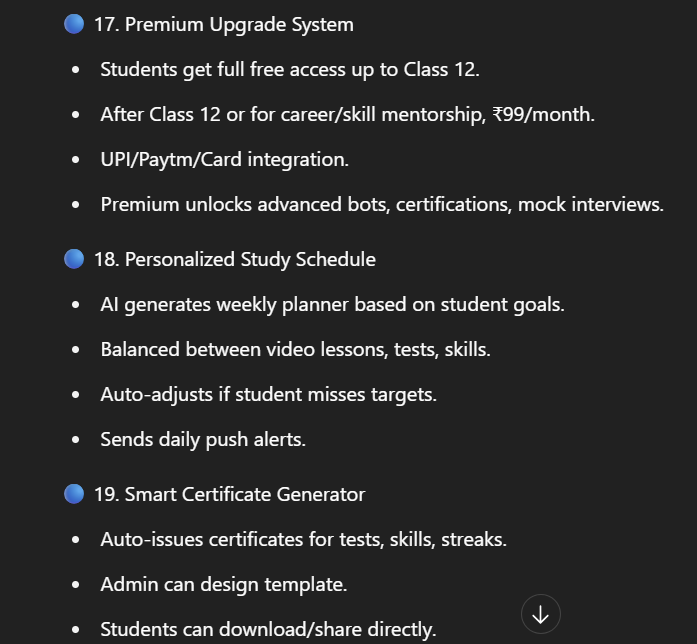 17. Premium Upgrade System
• Students get full free access up to Class 12.
• After Class 12 or for career/skill mentorship, ₹99/month.
• UPI/Paytm/Card integration.
• Premium unlocks advanced bots, certifications, mock interviews.
18. Personalized Study Schedule
• AI generates weekly planner based on student goals.
• Balanced between video lessons, tests, skills.
• Auto-adjusts if student misses targets.
• Sends daily push alerts.
19. Smart Certificate Generator
• Auto-issues certificates for tests, skills, streaks.
• Admin can design template.
• Students can download/share directly.